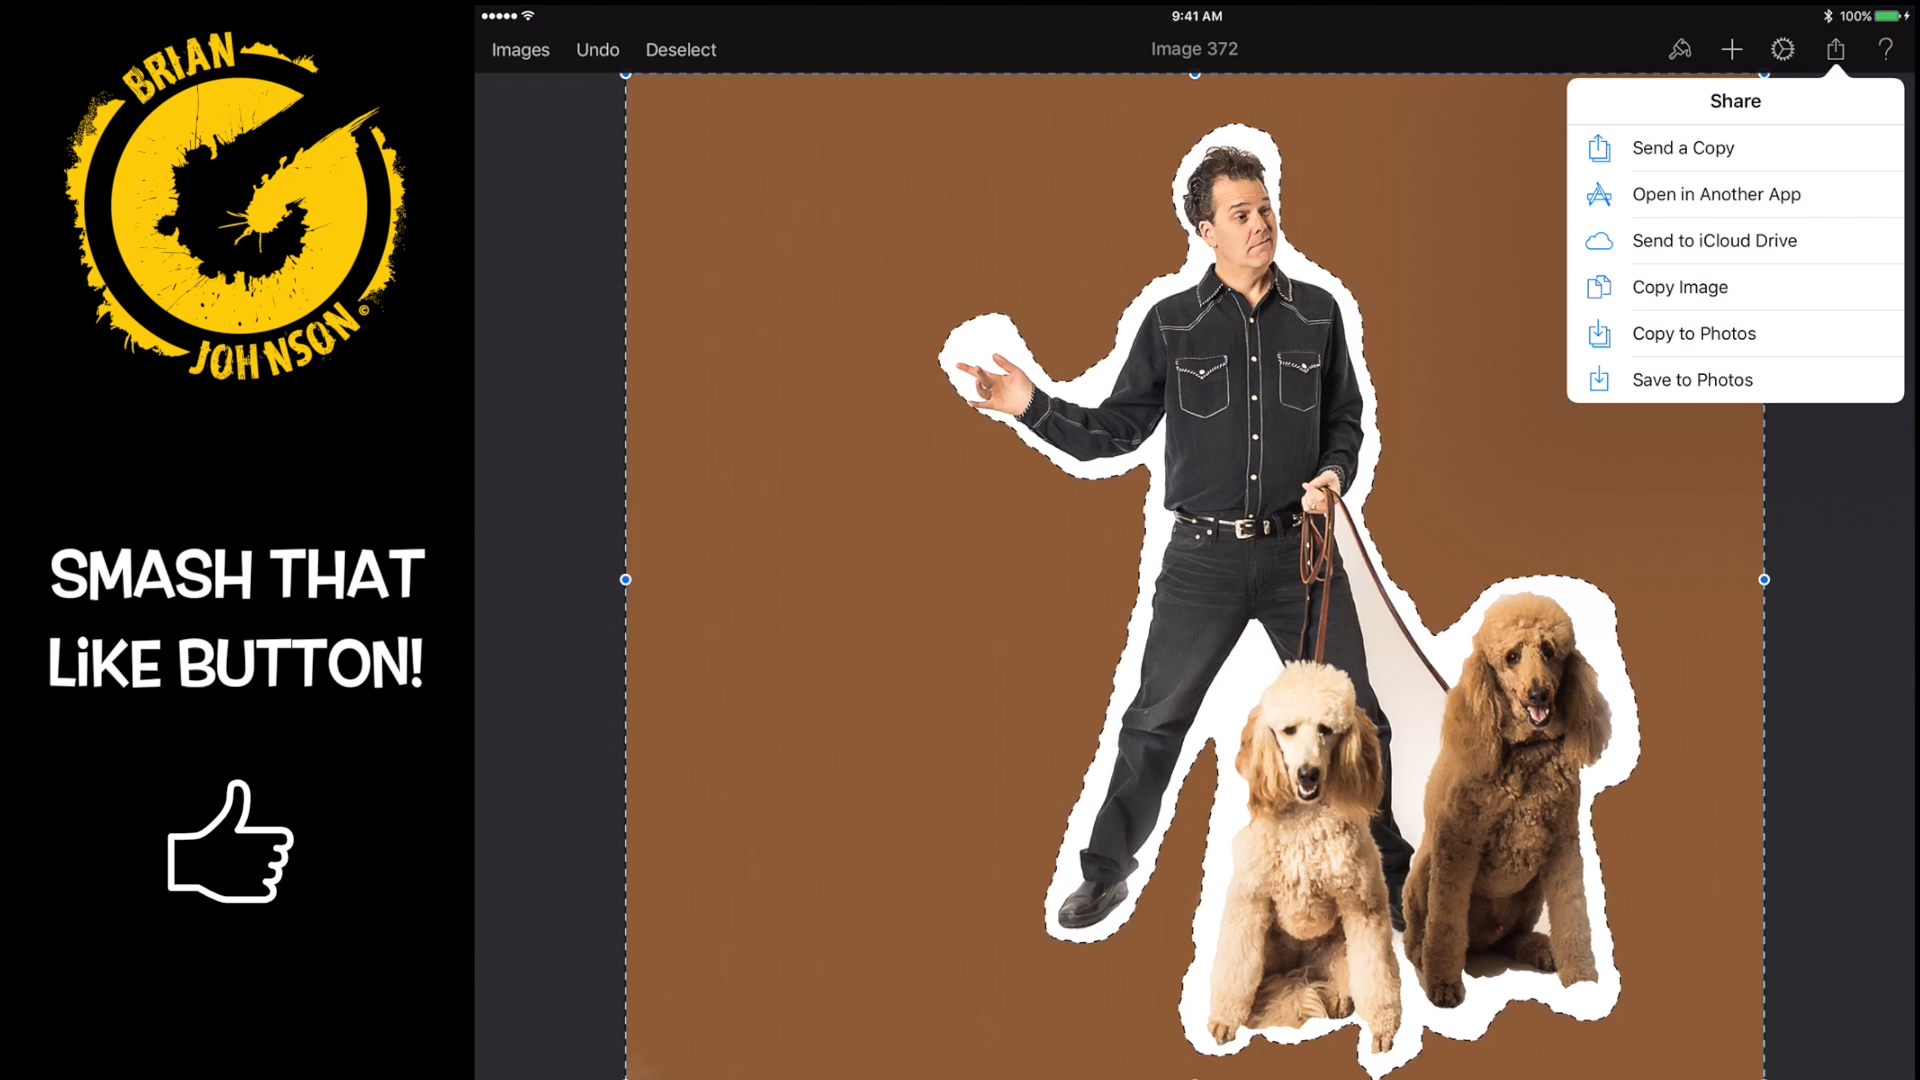 BRIAN
JOHNSON ©
SMASH THAT
LiKE BUTTON!
9:41 AM
100%
Images Undo Deselect
Image 372
?
Share
Send a Copy
Open in Another App
Send to iCloud Drive
Copy Image
Copy to Photos
Save to Photos